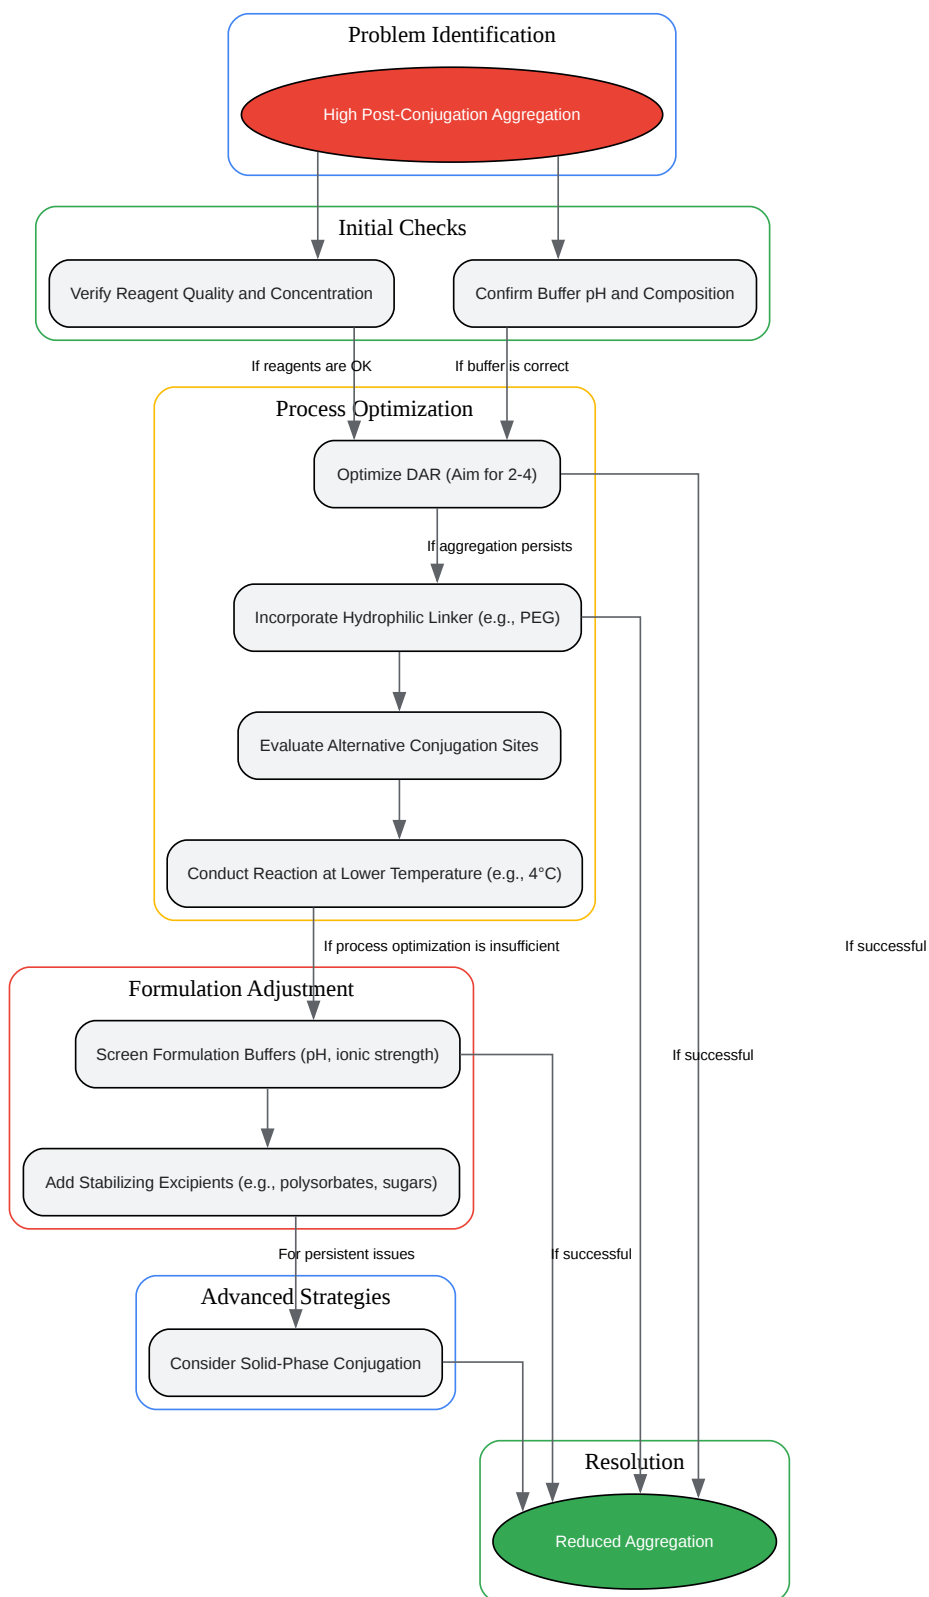 Problem Identification
High Post-Conjugation Aggregation
Initial Checks
Verify Reagent Quality and Concentration
Confirm Buffer pH and Composition
If reagents are OK
If buffer is correct
Process Optimization
Optimize DAR (Aim for 2-4)
If aggregation persists
Incorporate Hydrophilic Linker (e.g., PEG)
Evaluate Alternative Conjugation Sites
Conduct Reaction at Lower Temperature (e.g., 4°C)
If process optimization is insufficient
If successful
Formulation Adjustment
Screen Formulation Buffers (pH, ionic strength)
If successful
Add Stabilizing Excipients (e.g., polysorbates, sugars)
For persistent issues
If successful
Advanced Strategies
Consider Solid-Phase Conjugation
Resolution
Reduced Aggregation